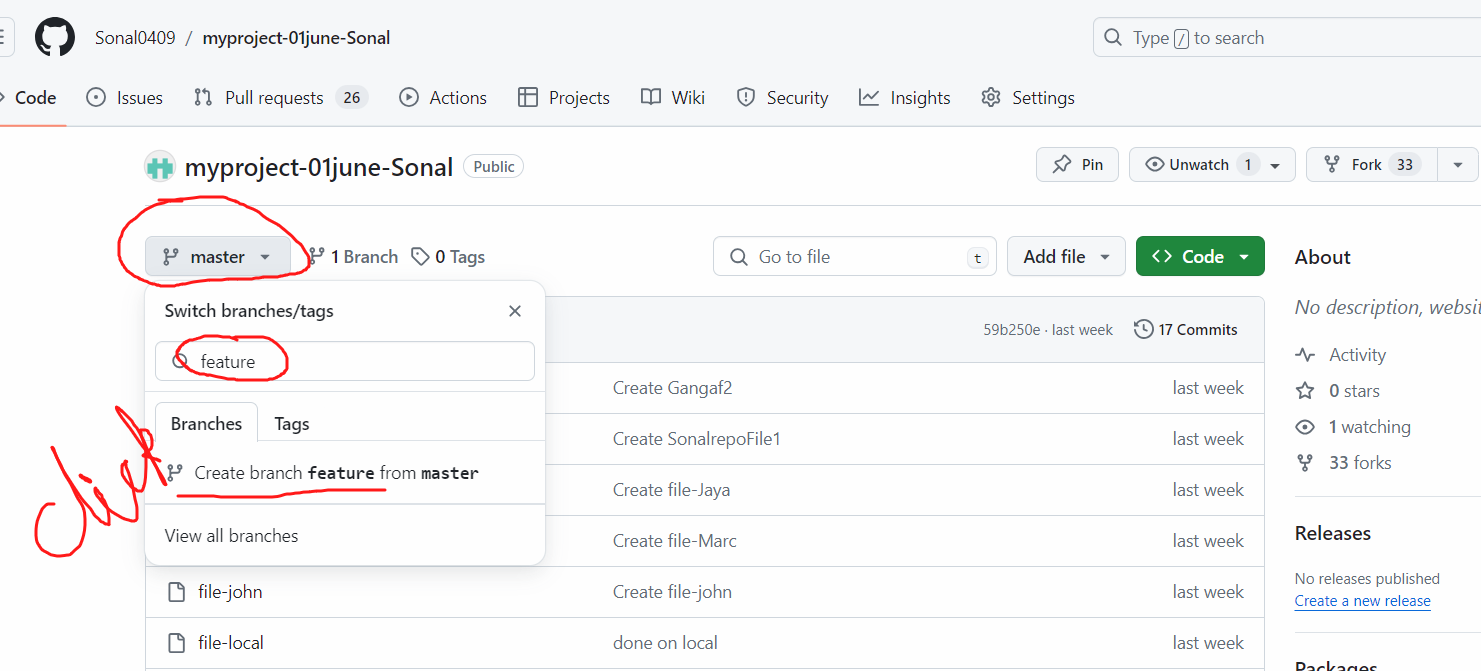 Sonal0409 / myproject-01june-Sonal
Type / to search
Code Issues Pull requests 26 Actions Projects Wiki Security Insights Settings
myproject-01june-Sonal Public
Pin Unwatch 1 Fork 33
master 1 Branch 0 Tags
Go to file t Add file Code
Switch branches/tags
feature
Branches Tags
Create branch feature from master
View all branches
click
59b250e · last week 17 Commits
Create Gangaf2 last week
Create SonalrepoFile1 last week
Create file-Jaya last week
Create file-Marc last week
file-john Create file-john last week
file-local done on local last week
About
No description, websi
Activity
0 stars
1 watching
33 forks
Releases
No releases published
Create a new release
Packages